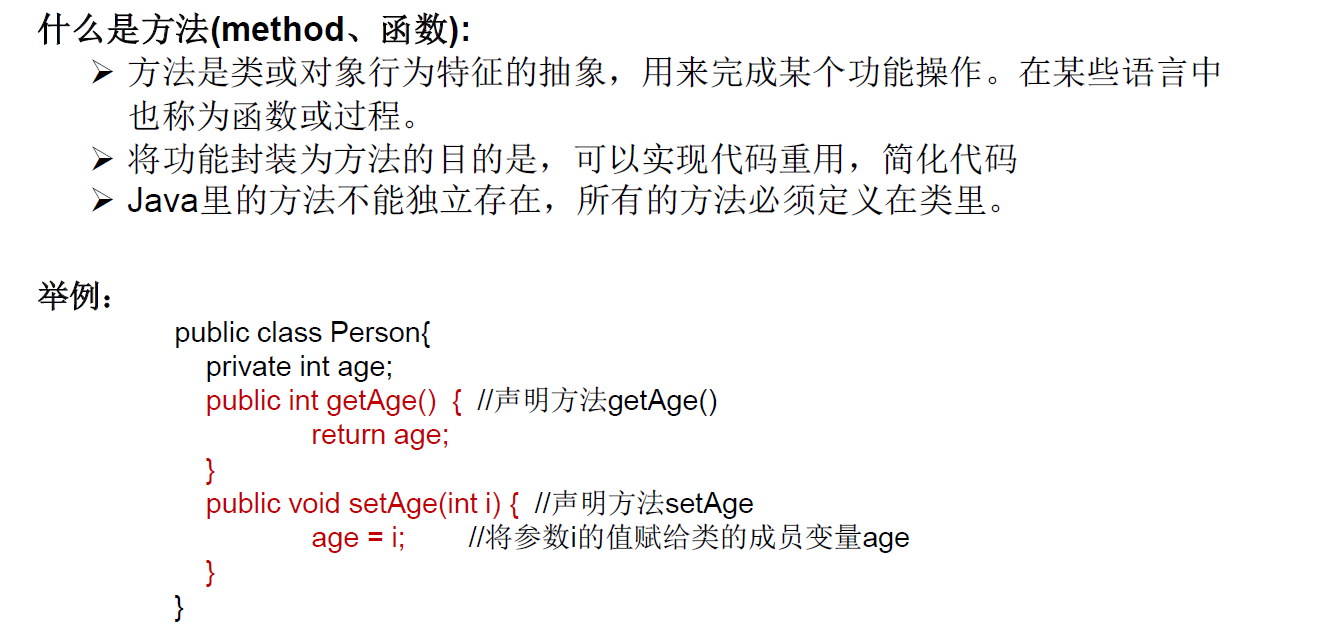 什么是方法(method、函数):
➢ 方法是类或对象行为特征的抽象，用来完成某个功能操作。在某些语言中
也称为函数或过程。
➢ 将功能封装为方法的目的是，可以实现代码重用，简化代码
➢ Java里的方法不能独立存在，所有的方法必须定义在类里。
举例：
public class Person{
private int age;
public int getAge() { //声明方法getAge()
return age;
}
public void setAge(int i) { //声明方法setAge
age = i; //将参数i的值赋给类的成员变量age
}
}